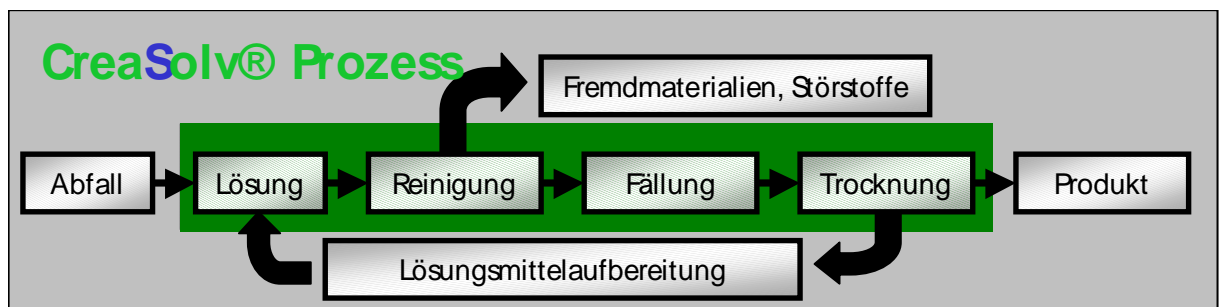 CreaSolv® Prozess
Fremdmaterialien, Störstoffe
Abfall
Lösung
Reinigung
Fällung
Trocknung
Produkt
Lösungsmittelaufbereitung